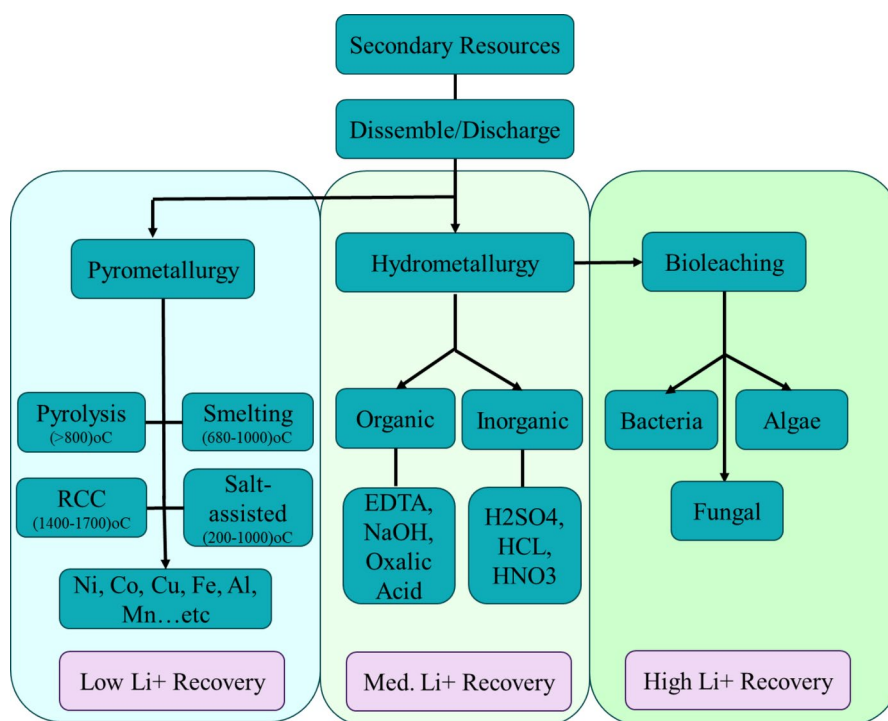 Secondary Resources
Dissemble/Discharge
Pyrometallurgy
Hydrometallurgy
Bioleaching
Pyrolysis
(>800)oC
Smelting
(680-1000)oC
RCC
(1400-1700)oC
Salt-
assisted
(200-1000)oC
Ni, Co, Cu, Fe, Al,
Mn…etc
Organic
Inorganic
EDTA,
NaOH,
Oxalic
Acid
H2SO4,
HCL,
HNO3
Bacteria
Algae
Fungal
Low Li+ Recovery
Med. Li+ Recovery
High Li+ Recovery